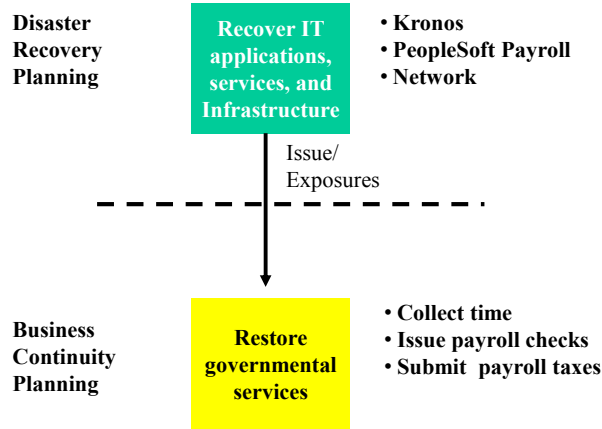 Disaster
Recovery
Planning
Recover IT
applications,
services, and
Infrastructure
• Kronos
• PeopleSoft Payroll
• Network
Issue/
Exposures
Business
Continuity
Planning
Restore
governmental
services
• Collect time
• Issue payroll checks
• Submit  payroll taxes